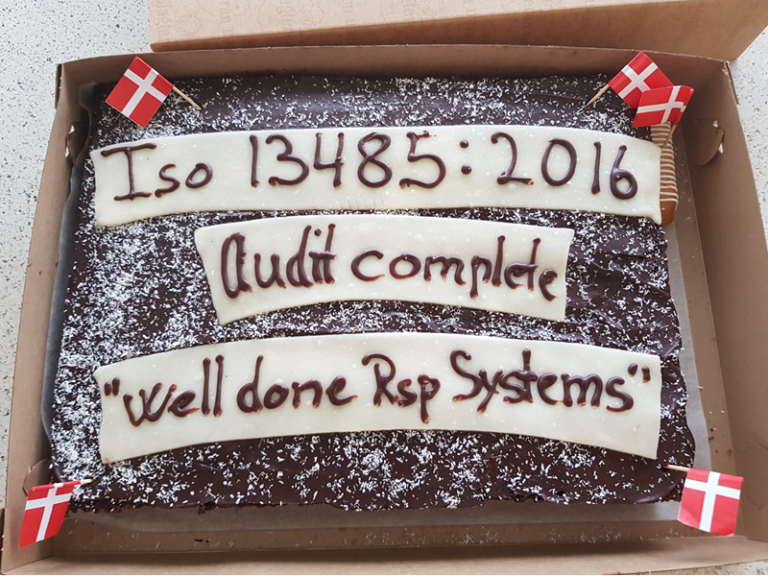 Iso 13485:2016
Audit complete
"Well done Rsp Systems"